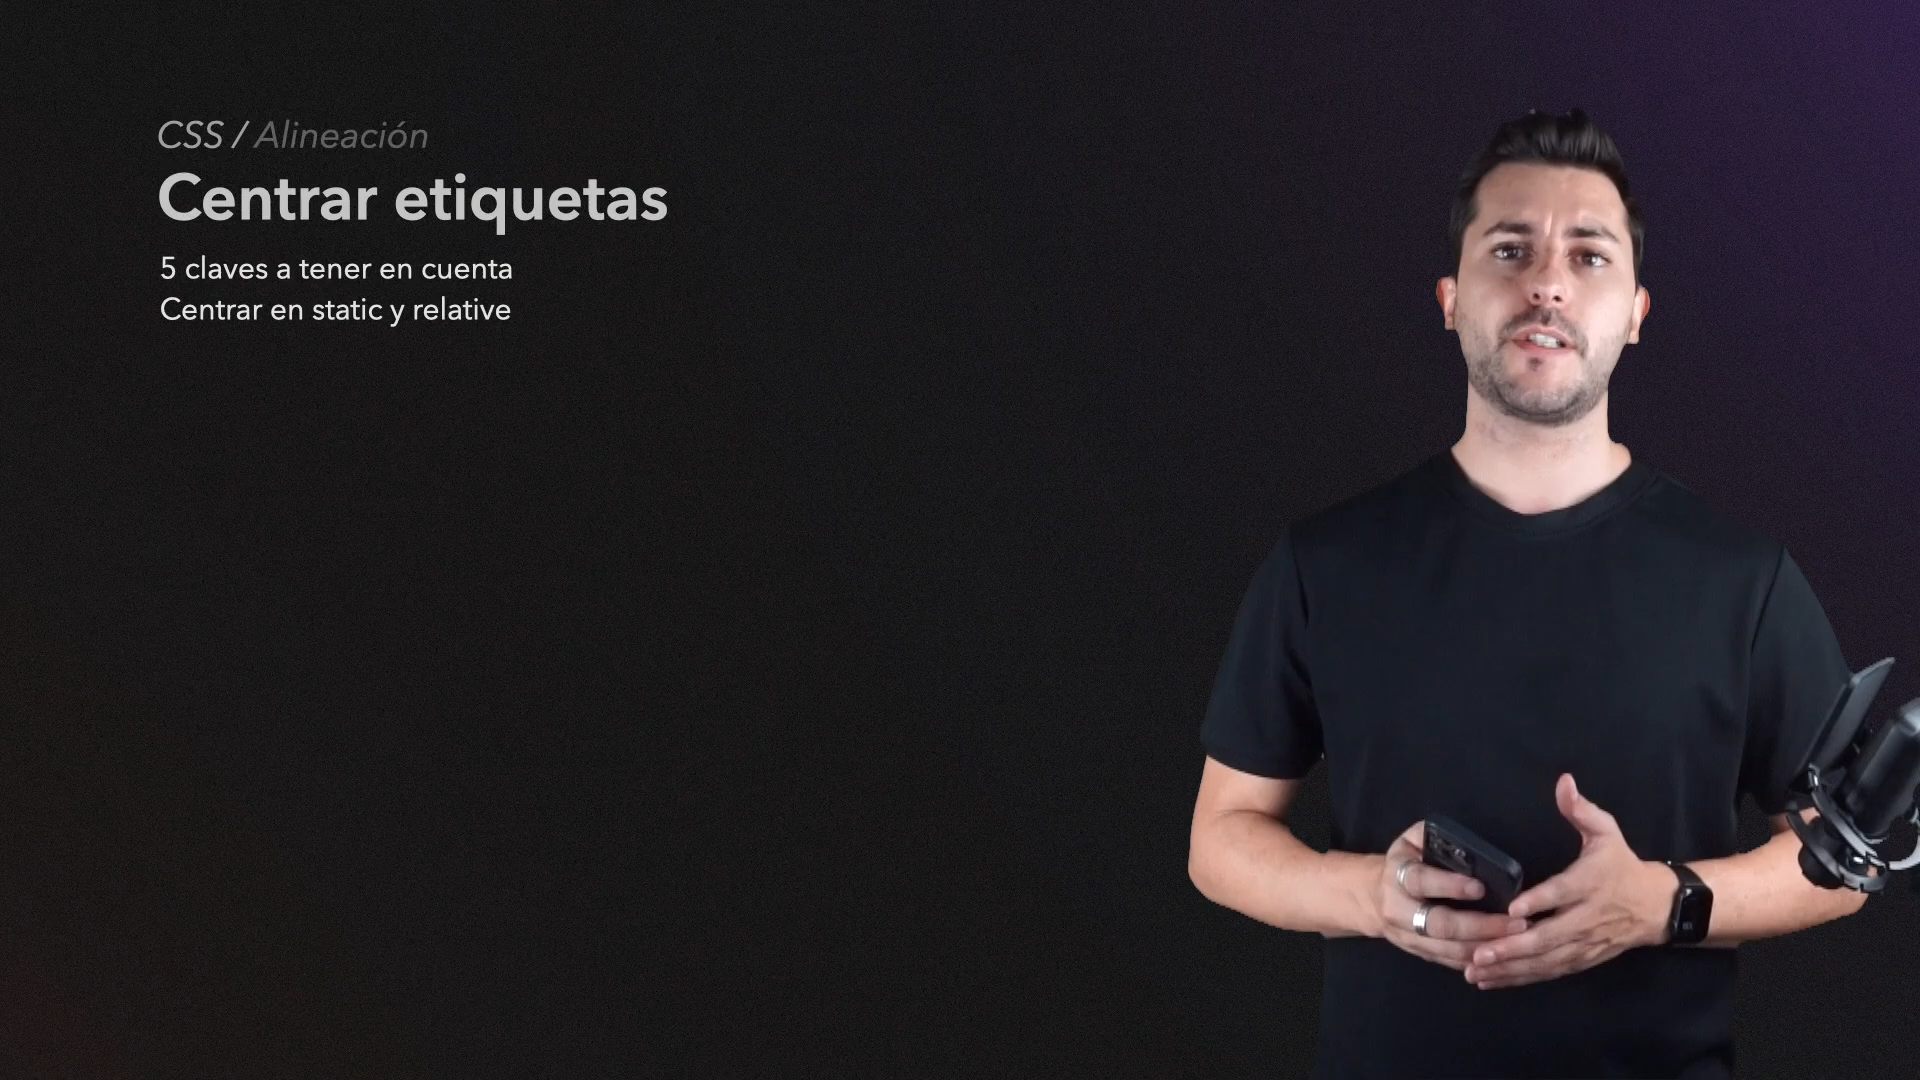 CSS / Alineación
Centrar etiquetas
5 claves a tener en cuenta
Centrar en static y relative